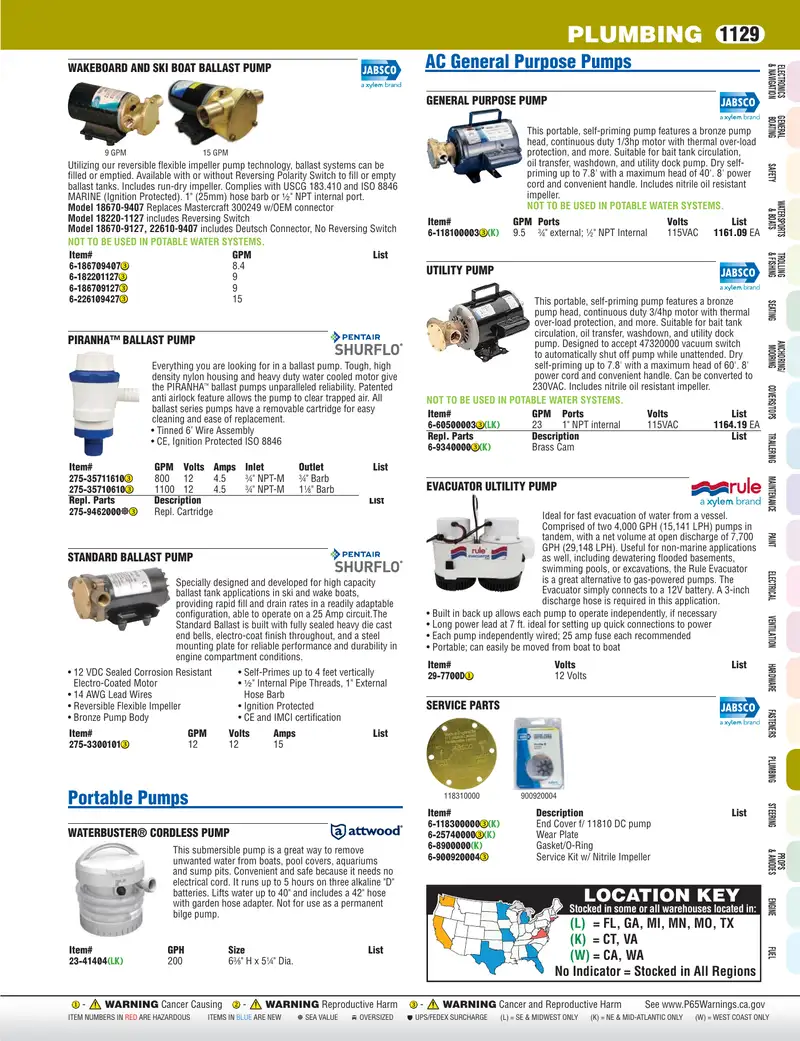 PLUMBING 1129
WAKEBOARD AND SKI BOAT BALLAST PUMP
JABSCO
a xylem brand
9 GPM 15 GPM
Utilizing our reversible flexible impeller pump technology, ballast systems can be
filled or emptied. Available with or without Reversing Polarity Switch to fill or empty
ballast tanks. Includes run-dry impeller. Complies with USCG 183.410 and ISO 8846
MARINE (Ignition Protected). 1" (25mm) hose barb or ½" NPT internal port.
Model 18670-9407 Replaces Mastercraft 300249 w/OEM connector
Model 18220-1127 includes Reversing Switch
Model 18670-9127, 22610-9407 includes Deutsch Connector, No Reversing Switch
NOT TO BE USED IN POTABLE WATER SYSTEMS.
Item# GPM List
6-186709407③ 8.4
6-182201127③ 9
6-186709127③ 9
6-226109427③ 15
PIRANHA™ BALLAST PUMP
PENTAIR
SHURFLO®
Everything you are looking for in a ballast pump. Tough, high
density nylon housing and heavy duty water cooled motor give
the PIRANHA™ ballast pumps unparalleled reliability. Patented
anti airlock feature allows the pump to clear trapped air. All
ballast series pumps have a removable cartridge for easy
cleaning and ease of replacement.
• Tinned 6' Wire Assembly
• CE, Ignition Protected ISO 8846
Item# GPM Volts Amps Inlet Outlet List
275-35711610③ 800 12 4.5 ¾" NPT-M ¾" Barb
275-35710610③ 1100 12 4.5 ¾" NPT-M 1⅛" Barb
Repl. Parts Description List
275-9462000③ Repl. Cartridge
STANDARD BALLAST PUMP
PENTAIR
SHURFLO®
Specially designed and developed for high capacity
ballast tank applications in ski and wake boats,
providing rapid fill and drain rates in a readily adaptable
configuration, able to operate on a 25 Amp circuit.The
Standard Ballast is built with fully sealed heavy die cast
end bells, electro-coat finish throughout, and a steel
mounting plate for reliable performance and durability in
engine compartment conditions.
• 12 VDC Sealed Corrosion Resistant
Electro-Coated Motor
• 14 AWG Lead Wires
• Reversible Flexible Impeller
• Bronze Pump Body
• Self-Primes up to 4 feet vertically
• ½" Internal Pipe Threads, 1" External
Hose Barb
• Ignition Protected
• CE and IMCI certification
Item# GPM Volts Amps List
275-3300101③ 12 12 15
Portable Pumps
WATERBUSTER® CORDLESS PUMP
attwood®
This submersible pump is a great way to remove
unwanted water from boats, pool covers, aquariums
and sump pits. Convenient and safe because it needs no
electrical cord. It runs up to 5 hours on three alkaline "D"
batteries. Lifts water up to 40" and includes a 42" hose
with garden hose adapter. Not for use as a permanent
bilge pump.
Item# GPH Size List
23-41404(LK) 200 6⅜" H x 5¼" Dia.
AC General Purpose Pumps
GENERAL PURPOSE PUMP
JABSCO
a xylem brand
This portable, self-priming pump features a bronze pump
head, continuous duty 1/3hp motor with thermal over-load
protection, and more. Suitable for bait tank circulation,
oil transfer, washdown, and utility dock pump. Dry self-
priming up to 7.8' with a maximum head of 40'. 8' power
cord and convenient handle. Includes nitrile oil resistant
impeller.
NOT TO BE USED IN POTABLE WATER SYSTEMS.
Item# GPM Ports Volts List
6-118100003③(K) 9.5 ¾" external; ½" NPT Internal 115VAC 1161.09 EA
UTILITY PUMP
JABSCO
a xylem brand
This portable, self-priming pump features a bronze
pump head, continuous duty 3/4hp motor with thermal
over-load protection, and more. Suitable for bait tank
circulation, oil transfer, washdown, and utility dock
pump. Designed to accept 47320000 vacuum switch
to automatically shut off pump while unattended. Dry
self-priming up to 7.8' with a maximum head of 60'. 8'
power cord and convenient handle. Can be converted to
230VAC. Includes nitrile oil resistant impeller.
NOT TO BE USED IN POTABLE WATER SYSTEMS.
Item# GPM Ports Volts List
6-60500003③(LK) 23 1" NPT internal 115VAC 1164.19 EA
Repl. Parts Description List
6-9340000③(K) Brass Cam
EVACUATOR ULTILITY PUMP
rule
a xylem brand
Ideal for fast evacuation of water from a vessel.
Comprised of two 4,000 GPH (15,141 LPH) pumps in
tandem, with a net volume at open discharge of 7,700
GPH (29,148 LPH). Useful for non-marine applications
as well, including dewatering flooded basements,
swimming pools, or excavations, the Rule Evacuator
is a great alternative to gas-powered pumps. The
Evacuator simply connects to a 12V battery. A 3-inch
discharge hose is required in this application.
• Built in back up allows each pump to operate independently, if necessary
• Long power lead at 7 ft. ideal for setting up quick connections to power
• Each pump independently wired; 25 amp fuse each recommended
• Portable; can easily be moved from boat to boat
Item# Volts List
29-7700D① 12 Volts
SERVICE PARTS
JABSCO
a xylem brand
118310000 900920004
Item# Description List
6-118300000③(K) End Cover f/ 11810 DC pump
6-25740000③(K) Wear Plate
6-8900000(K) Gasket/O-Ring
6-900920004③ Service Kit w/ Nitrile Impeller
LOCATION KEY
Stocked in some or all warehouses located in:
(L) = FL, GA, MI, MN, MO, TX
(K) = CT, VA
(W) = CA, WA
No Indicator = Stocked in All Regions
ELECTRONICS
& NAVIGATION
GENERAL
BOATING
SAFETY
WATERSPORTS
& BOATS
TROLLING
& FISHING
SEATING
ANCHORING/
MOORING
COVERS/TOPS
TRAILERING
MAINTENANCE
PAINT
ELECTRICAL
VENTILATION
HARDWARE
FASTENERS
PLUMBING
STEERING
PROPS
& ANODES
ENGINE
FUEL
① - WARNING Cancer Causing ② - WARNING Reproductive Harm ③ - WARNING Cancer and Reproductive Harm See www.P65Warnings.ca.gov
ITEM NUMBERS IN RED ARE HAZARDOUS ITEMS IN BLUE ARE NEW SEA VALUE OVERSIZED UPS/FEDEX SURCHARGE (L) = SE & MIDWEST ONLY (K) = NE & MID-ATLANTIC ONLY (W) = WEST COAST ONLY